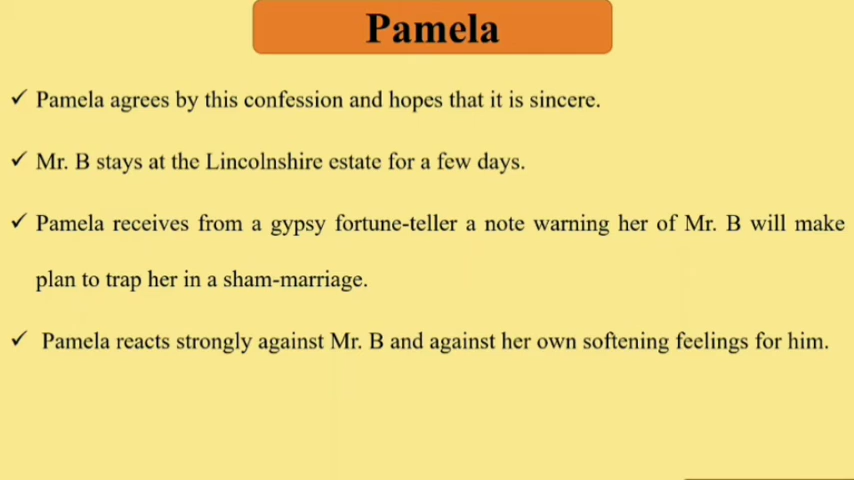 Pamela
✓ Pamela agrees by this confession and hopes that it is sincere.
✓ Mr. B stays at the Lincolnshire estate for a few days.
✓ Pamela receives from a gypsy fortune-teller a note warning her of Mr. B will make
plan to trap her in a sham-marriage.
✓ Pamela reacts strongly against Mr. B and against her own softening feelings for him.